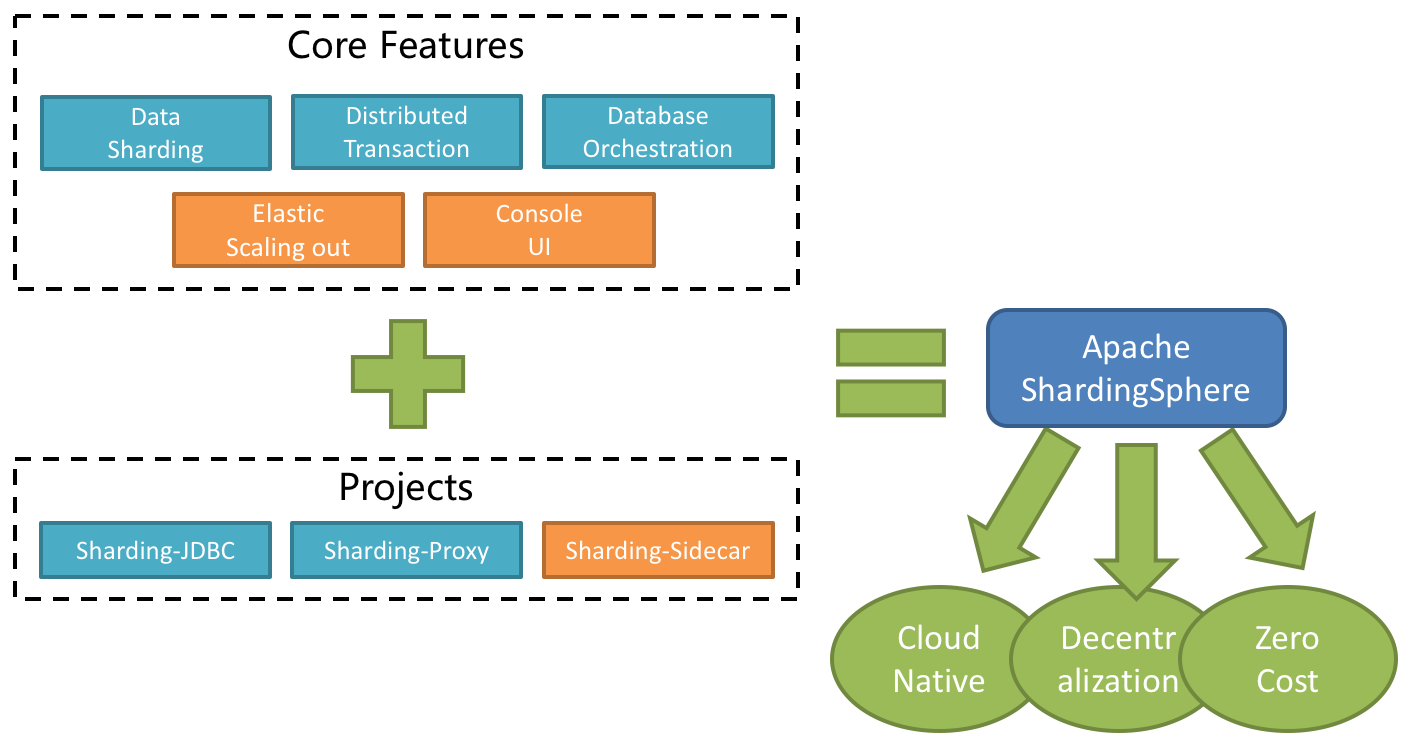 Core Features
Data
Sharding
Distributed
Transaction
Database
Orchestration
Elastic
Scaling out
Console
UI
Apache
ShardingSphere
Projects
Sharding-JDBC
Sharding-Proxy
Sharding-Sidecar
Cloud
Native
Decentr
alization
Zero
Cost